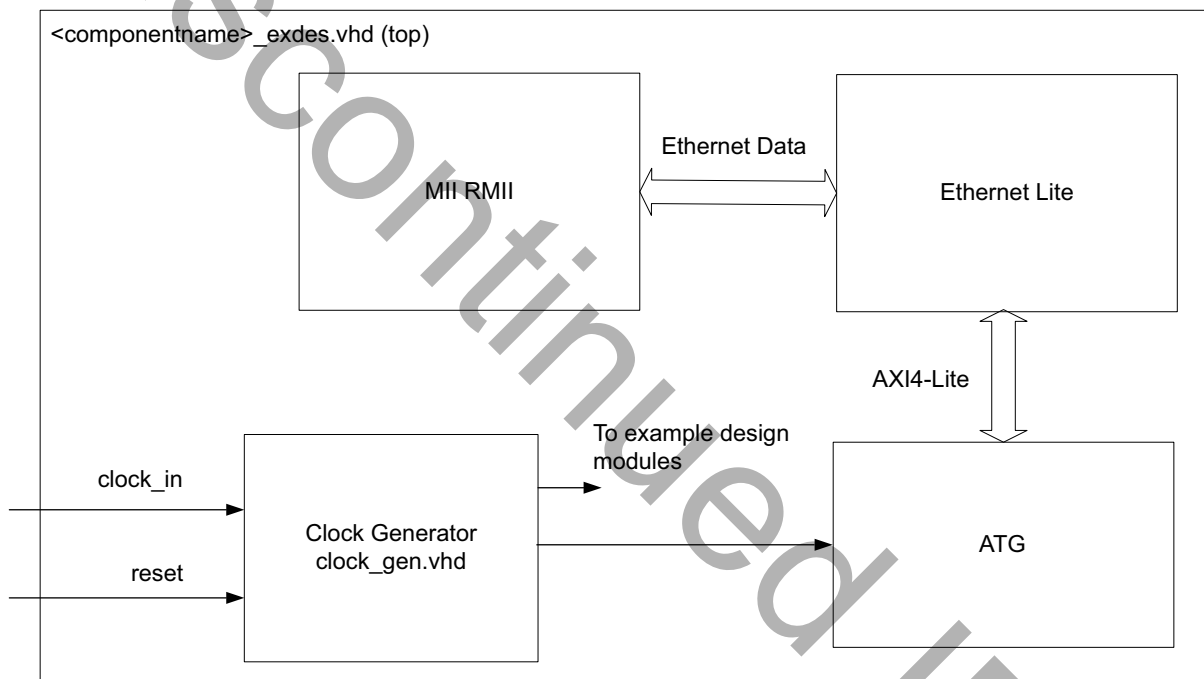 <componentname>_exdes.vhd (top)
MII RMII
Ethernet Data
Ethernet Lite
AXI4-Lite
To example design
modules
clock_in
reset
Clock Generator
clock_gen.vhd
ATG
scontinued I